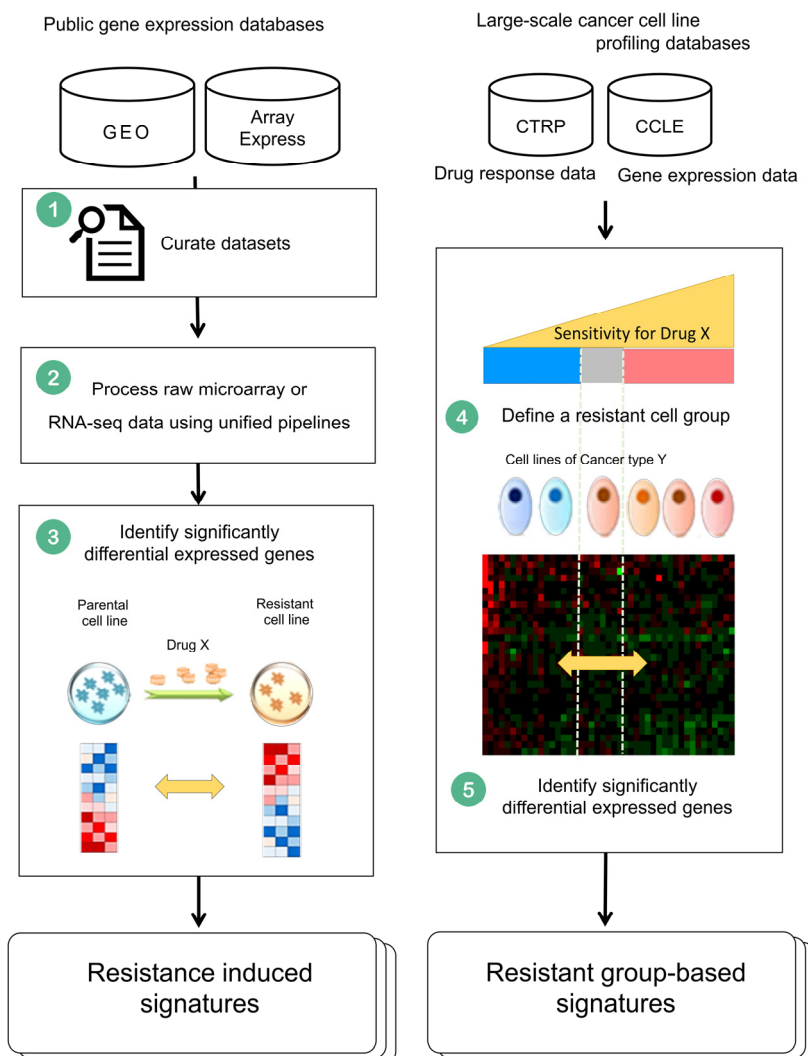 Public gene expression databases
GEO
Array
Express
1
Curate datasets
2
Process raw microarray or
RNA-seq data using unified pipelines
3
Identify significantly
differential expressed genes
Parental
cell line
Resistant
cell line
Drug X
Resistance induced
signatures
Large-scale cancer cell line
profiling databases
CTRP
CCLE
Drug response data
Gene expression data
Sensitivity for Drug X
4
Define a resistant cell group
Cell lines of Cancer type Y
5
Identify significantly
differential expressed genes
Resistant group-based
signatures